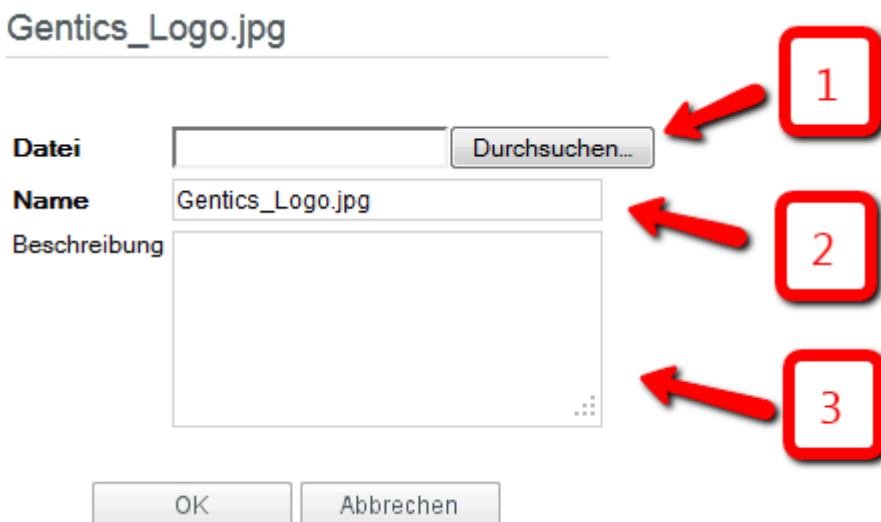 Gentics_Logo.jpg
1
Datei Durchsuchen...
Name Gentics_Logo.jpg
2
Beschreibung
3
OK Abbrechen